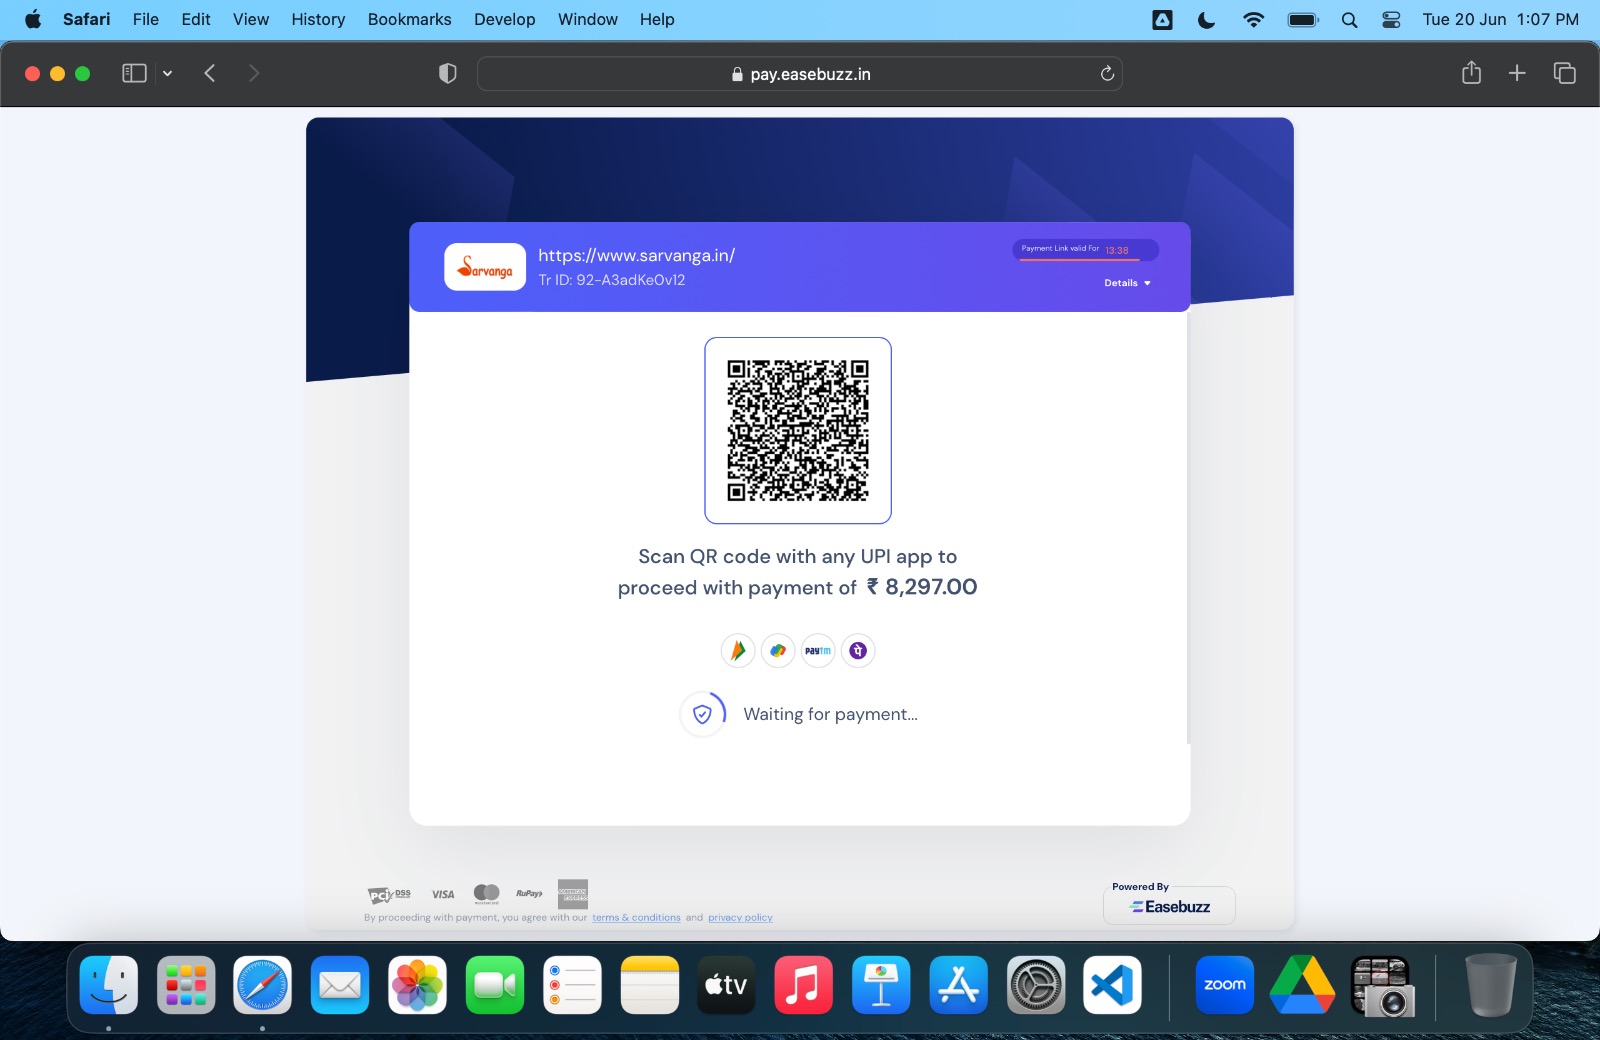 Safari File Edit View History Bookmarks Develop Window Help
Tue 20 Jun 1:07 PM
pay.easebuzz.in
Sarvanga
https://www.sarvanga.in/
Tr ID: 92-A3adKeOv12
Payment Link valid For 13:38
Details
Scan QR code with any UPI app to
proceed with payment of ₹ 8,297.00
paytm
पे
Waiting for payment...
PCI DSS VISA mastercard RuPay AMERICAN EXPRESS
By proceeding with payment, you agree with our terms & conditions and privacy policy
Powered By
Easebuzz
tv
zoom